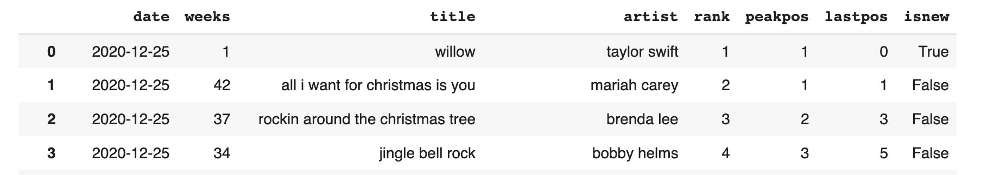 date weeks title artist rank peakpos lastpos isnew
0 2020-12-25 1 willow taylor swift 1 1 0 True
1 2020-12-25 42 all i want for christmas is you mariah carey 2 1 1 False
2 2020-12-25 37 rockin around the christmas tree brenda lee 3 2 3 False
3 2020-12-25 34 jingle bell rock bobby helms 4 3 5 False